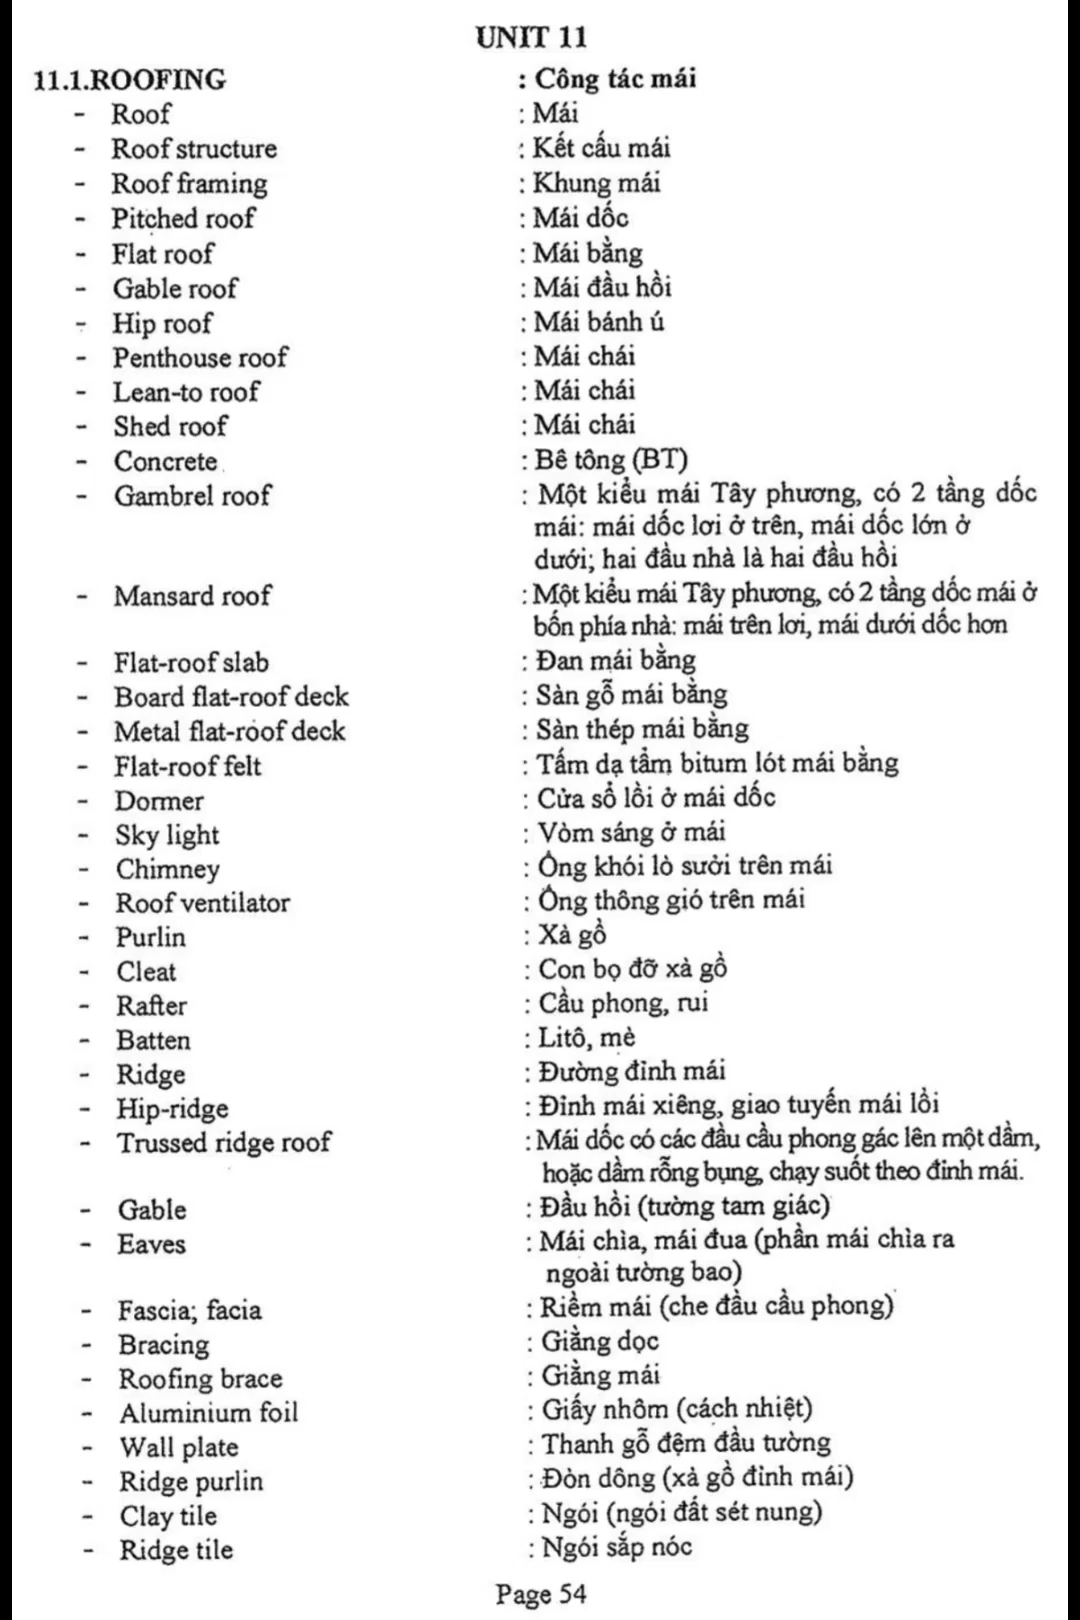 UNIT 11
11.1.ROOFING : Công tác mái
- Roof : Mái
- Roof structure : Kết cấu mái
- Roof framing : Khung mái
- Pitched roof : Mái dốc
- Flat roof : Mái bằng
- Gable roof : Mái đầu hồi
- Hip roof : Mái bánh ú
- Penthouse roof : Mái chái
- Lean-to roof : Mái chái
- Shed roof : Mái chái
- Concrete : Bê tông (BT)
- Gambrel roof : Một kiểu mái Tây phương, có 2 tầng dốc
mái: mái dốc lơi ở trên, mái dốc lớn ở
dưới; hai đầu nhà là hai đầu hồi
- Mansard roof : Một kiểu mái Tây phương, có 2 tầng dốc mái ở
bốn phía nhà: mái trên lơi, mái dưới dốc hơn
- Flat-roof slab : Đan mái bằng
- Board flat-roof deck : Sàn gỗ mái bằng
- Metal flat-roof deck : Sàn thép mái bằng
- Flat-roof felt : Tấm dạ tẩm bitum lót mái bằng
- Dormer : Cửa sổ lồi ở mái dốc
- Sky light : Vòm sáng ở mái
- Chimney : Ống khói lò sưởi trên mái
- Roof ventilator : Ống thông gió trên mái
- Purlin : Xà gồ
- Cleat : Con bọ đỡ xà gồ
- Rafter : Cầu phong, rui
- Batten : Litô, mè
- Ridge : Đường đỉnh mái
- Hip-ridge : Đỉnh mái xiêng, giao tuyến mái lồi
- Trussed ridge roof : Mái dốc có các đầu cầu phong gác lên một dầm,
hoặc dầm rỗng bụng, chạy suốt theo đỉnh mái.
- Gable : Đầu hồi (tường tam giác)
- Eaves : Mái chìa, mái đua (phần mái chìa ra
ngoài tường bao)
- Fascia; facia : Riềm mái (che đầu cầu phong)
- Bracing : Giằng dọc
- Roofing brace : Giằng mái
- Aluminium foil : Giấy nhôm (cách nhiệt)
- Wall plate : Thanh gỗ đệm đầu tường
- Ridge purlin : Đòn dông (xà gồ đỉnh mái)
- Clay tile : Ngói (ngói đất sét nung)
- Ridge tile : Ngói sắp nóc
Page 54